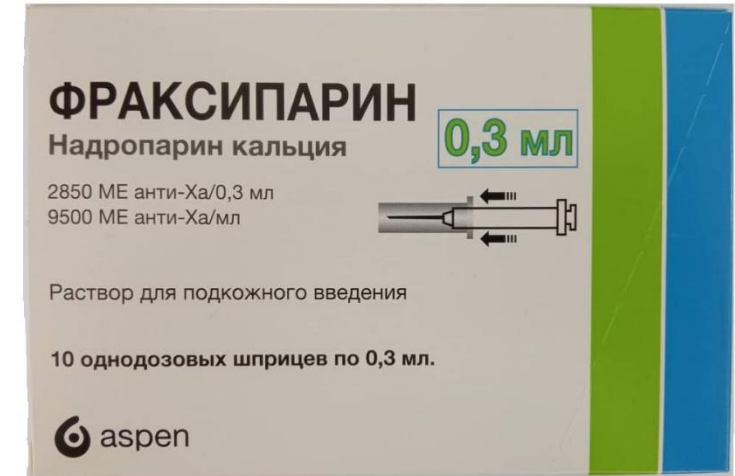 ФРАКСИПАРИН
Надропарин кальция
0,3 мл
2850 МЕ анти-Ха/0,3 мл
9500 МЕ анти-Ха/мл
Раствор для подкожного введения
10 однодозовых шприцев по 0,3 мл.
aspen